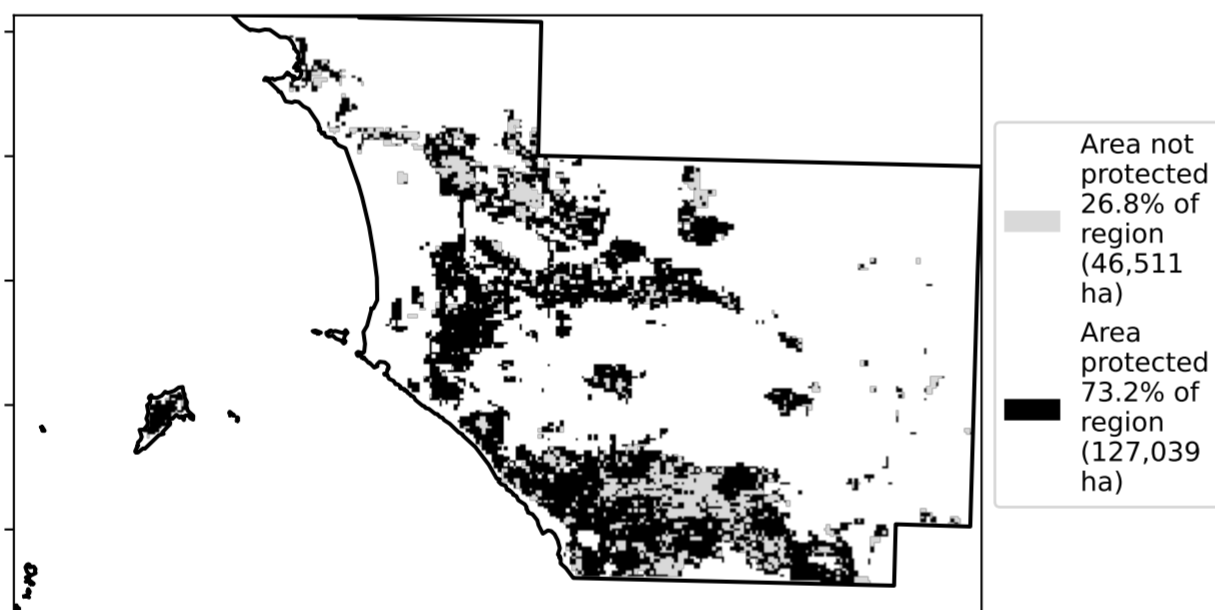 Area not
protected
26.8% of
region
(46,511
ha)
Area
protected
73.2% of
region
(127,039
ha)